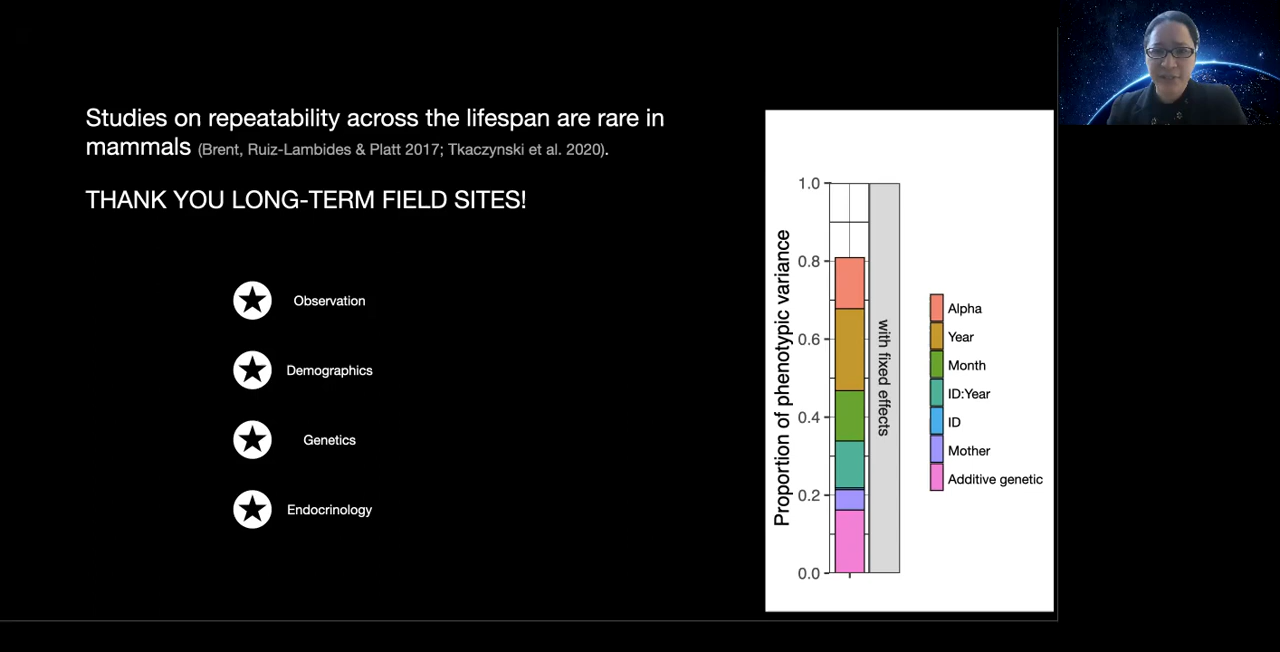 Studies on repeatability across the lifespan are rare in
mammals (Brent, Ruiz-Lambides & Platt 2017; Tkaczynski et al. 2020).
THANK YOU LONG-TERM FIELD SITES!
Observation
Demographics
Genetics
Endocrinology
Proportion of phenotypic variance
1.0
0.8
0.6
0.4
0.2
0.0
with fixed effects
Alpha
Year
Month
ID:Year
ID
Mother
Additive genetic